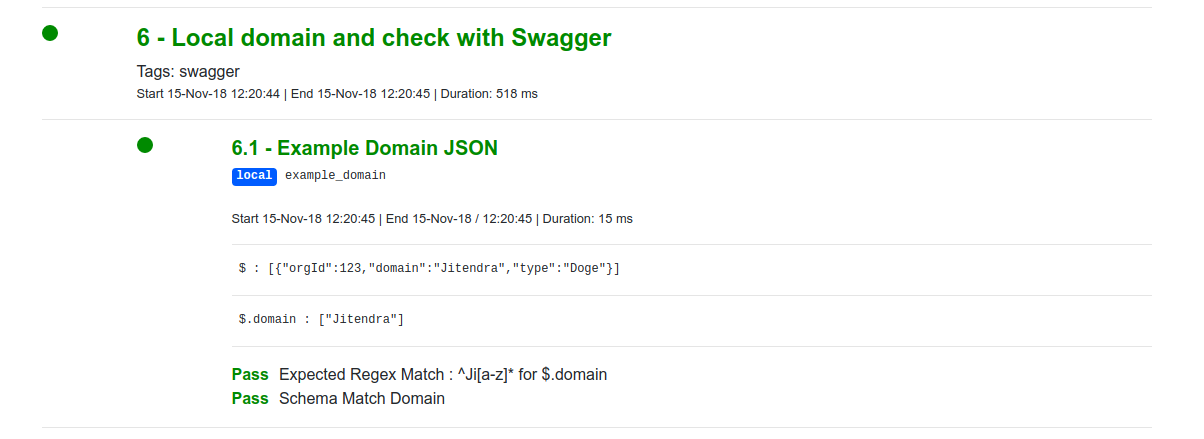 6 - Local domain and check with Swagger
Tags: swagger
Start 15-Nov-18 12:20:44 | End 15-Nov-18 12:20:45 | Duration: 518 ms
6.1 - Example Domain JSON
local example_domain
Start 15-Nov-18 12:20:45 | End 15-Nov-18 / 12:20:45 | Duration: 15 ms
$ : [{"orgId":123,"domain":"Jitendra","type":"Doge"}]
$.domain : ["Jitendra"]
Pass Expected Regex Match : ^Ji[a-z]* for $.domain
Pass Schema Match Domain